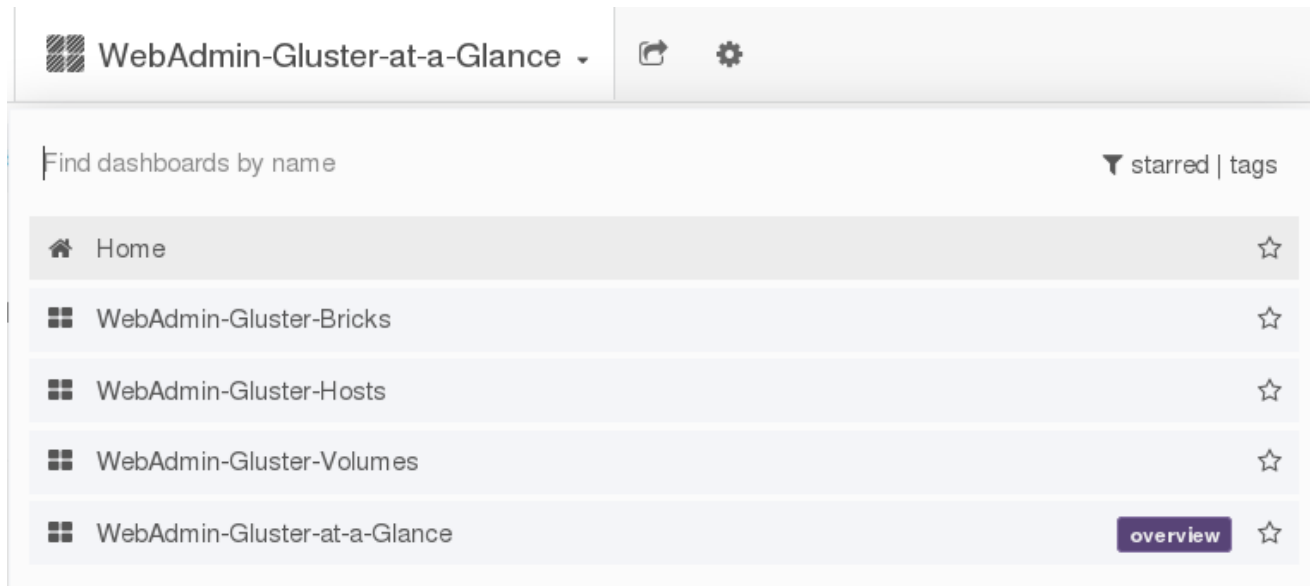 WebAdmin-Gluster-at-a-Glance
Find dashboards by name
starred | tags
Home
WebAdmin-Gluster-Bricks
WebAdmin-Gluster-Hosts
WebAdmin-Gluster-Volumes
WebAdmin-Gluster-at-a-Glance
overview